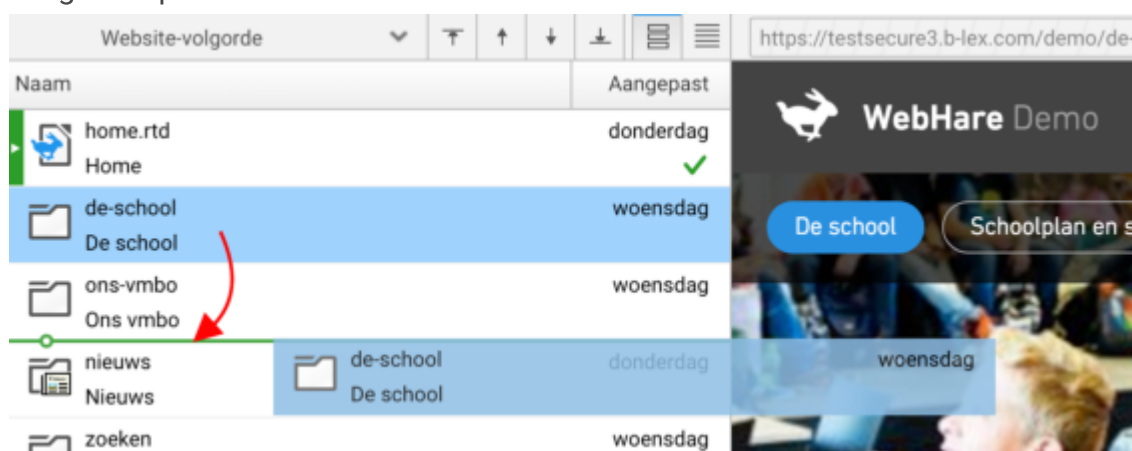 Website-volgorde
https://testsecure3.b-lex.com/demo/de-
Naam Aangepast
WebHare Demo
home.rtd donderdag
Home
de-school woensdag
De school
De school Schoolplan en s
ons-vmbo woensdag
Ons vmbo
nieuws de-school donderdag woensdag
Nieuws De school
zoeken woensdag